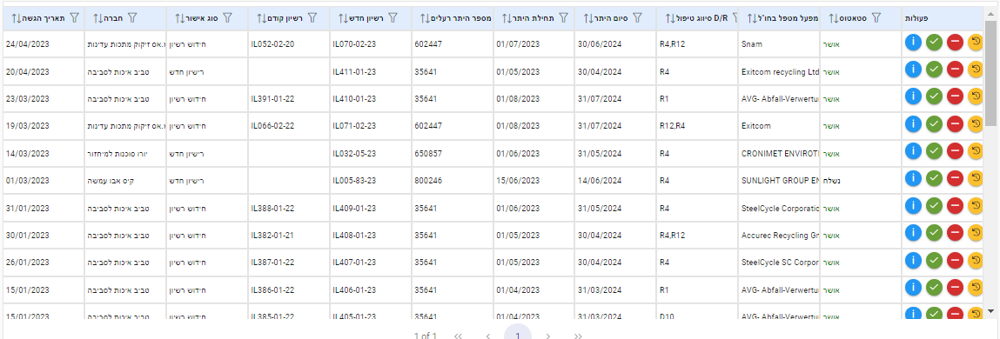 תאריך הגשה חברה סוג אישור רשיון קודם רשיון חדש מספר היתר רעלים תחילת היתר סיום היתר סיווג טיפול D/R מפעל מטפל בחו"ל סטאטוס פעולות
24/04/2023 א.אס זיקוק מתכות עדינות חידוש רשיון IL052-02-20 IL070-02-23 602447 01/07/2023 30/06/2024 R4,R12 Snam אושר
20/04/2023 טביב איכות לסביבה רישיון חדש IL411-01-23 35641 01/05/2023 30/04/2024 R4 Exitcom recycling Ltd אושר
23/03/2023 טביב איכות לסביבה חידוש רשיון IL391-01-22 IL410-01-23 35641 01/08/2023 31/07/2024 R1 AVG- Abfall-Verwertu אושר
19/03/2023 א.אס זיקוק מתכות עדינות חידוש רשיון IL066-02-22 IL071-02-23 602447 01/08/2023 31/07/2024 R12,R4 Exitcom אושר
14/03/2023 יורו סוכנות למיחזור רישיון חדש IL032-05-23 650857 01/06/2023 31/05/2024 R4 CRONIMET ENVIROT אושר
01/03/2023 קיס אבו עמשה רישיון חדש IL005-83-23 800246 15/06/2023 14/06/2024 R4 SUNLIGHT GROUP EN נשלח
31/01/2023 טביב איכות לסביבה חידוש רשיון IL388-01-22 IL409-01-23 35641 01/06/2023 31/05/2024 R4 SteelCycle Corporatio אושר
30/01/2023 טביב איכות לסביבה חידוש רשיון IL382-01-21 IL408-01-23 35641 01/05/2023 30/04/2024 R4,R12 Accurec Recycling Gr אושר
26/01/2023 טביב איכות לסביבה חידוש רשיון IL387-01-22 IL407-01-23 35641 01/05/2023 30/04/2024 R4 SteelCycle SC Corpor אושר
15/01/2023 טביב איכות לסביבה חידוש רשיון IL386-01-22 IL406-01-23 35641 01/04/2023 31/03/2024 R1 AVG- Abfall-Verwertu אושר
15/01/2023 טביב איכות לסביבה חידוש רשיון IL385-01-22 IL405-01-23 35641 01/04/2023 31/03/2024 D10 AVG- Abfall-Verwertu אושר
1 of 1 « ‹ 1 › »